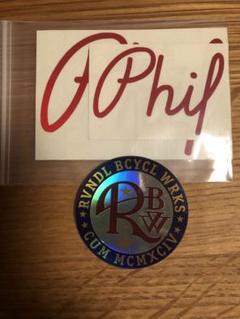 Phil
RVNDL BCYCL WRKS
RBW
CUM MCMXCIV